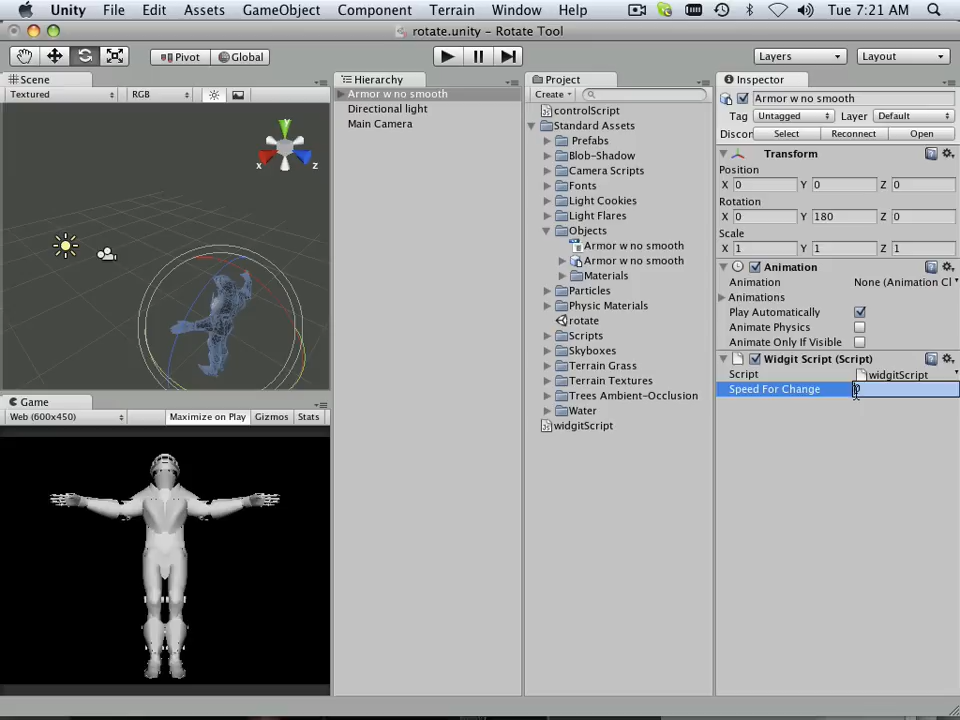 Unity File Edit Assets GameObject Component Terrain Window Help Tue 7:21 AM
rotate.unity - Rotate Tool
Pivot Global Layers Layout
Scene
Textured RGB
y
x z
Game
Web (600x450) Maximize on Play Gizmos Stats
Hierarchy
Armor w no smooth
Directional light
Main Camera
Project
Create
controlScript
Standard Assets
Prefabs
Blob-Shadow
Camera Scripts
Fonts
Light Cookies
Light Flares
Objects
Armor w no smooth
Armor w no smooth
Materials
Particles
Physic Materials
rotate
Scripts
Skyboxes
Terrain Grass
Terrain Textures
Trees Ambient-Occlusion
Water
widgitScript
Inspector
Armor w no smooth
Tag Untagged Layer Default
Discon Select Reconnect Open
Transform
Position
X 0 Y 0 Z 0
Rotation
X 0 Y 180 Z 0
Scale
X 1 Y 1 Z 1
Animation
Animation None (Animation Cl
Animations
Play Automatically
Animate Physics
Animate Only If Visible
Widgit Script (Script)
Script widgitScript
Speed For Change 0